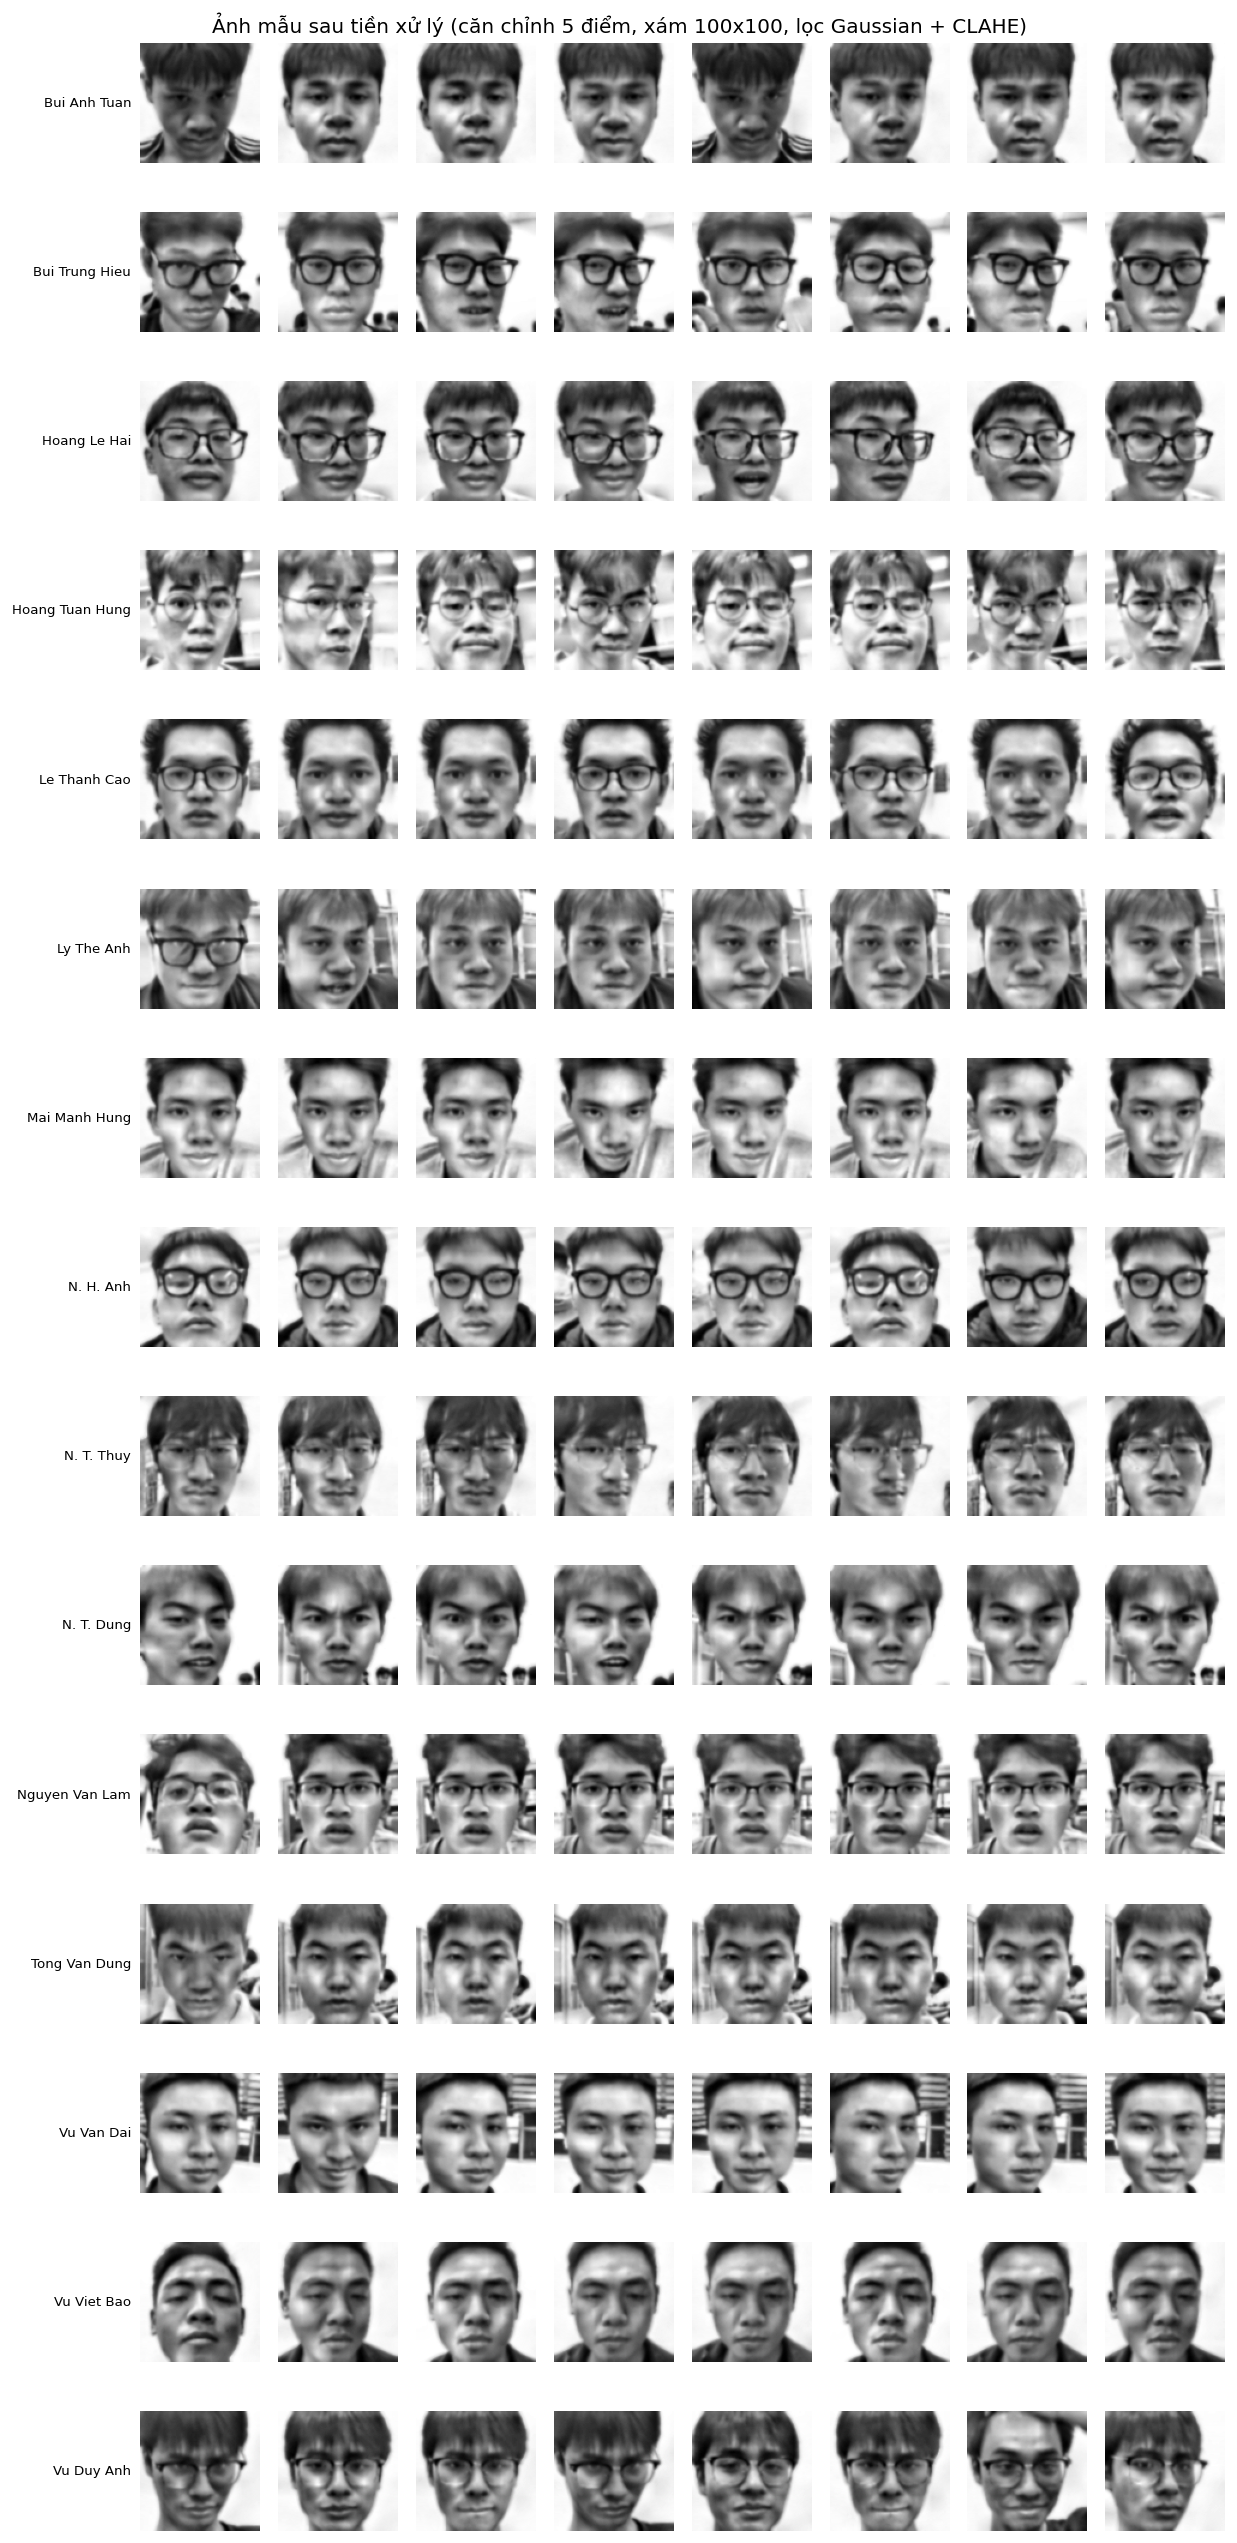 Ảnh mẫu sau tiền xử lý (căn chỉnh 5 điểm, xám 100x100, lọc Gaussian + CLAHE)
Bui Anh Tuan
Bui Trung Hieu
Hoang Le Hai
Hoang Tuan Hung
Le Thanh Cao
Ly The Anh
Mai Manh Hung
N. H. Anh
N. T. Thuy
N. T. Dung
Nguyen Van Lam
Tong Van Dung
Vu Van Dai
Vu Viet Bao
Vu Duy Anh